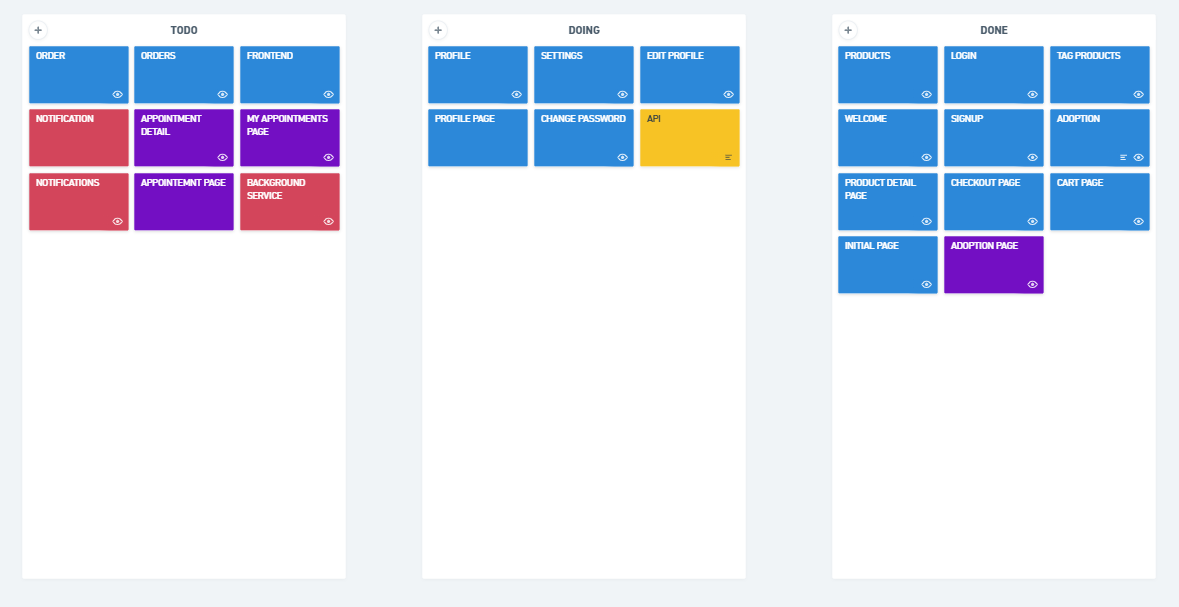 TODO
ORDER
ORDERS
FRONTEND
NOTIFICATION
APPOINTMENT
DETAIL
MY APPOINTMENTS
PAGE
NOTIFICATIONS
APPOINTEMNT PAGE
BACKGROUND
SERVICE
DOING
PROFILE
SETTINGS
EDIT PROFILE
PROFILE PAGE
CHANGE PASSWORD
API
DONE
PRODUCTS
LOGIN
TAG PRODUCTS
WELCOME
SIGNUP
ADOPTION
PRODUCT DETAIL
PAGE
CHECKOUT PAGE
CART PAGE
INITIAL PAGE
ADOPTION PAGE